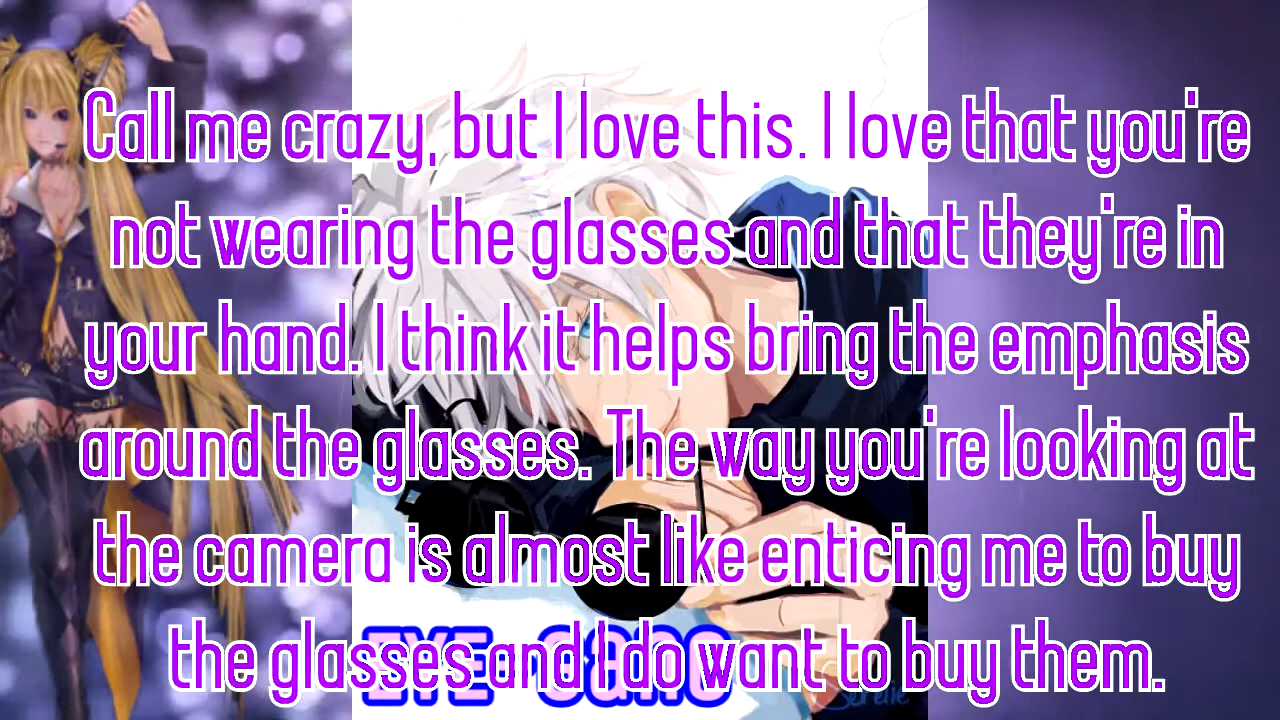 Call me crazy, but I love this. I love that you're
not wearing the glasses and that they're in
your hand. I think it helps bring the emphasis
around the glasses. The way you're looking at
the camera is almost like enticing me to buy
the glasses and I do want to buy them.
EYE